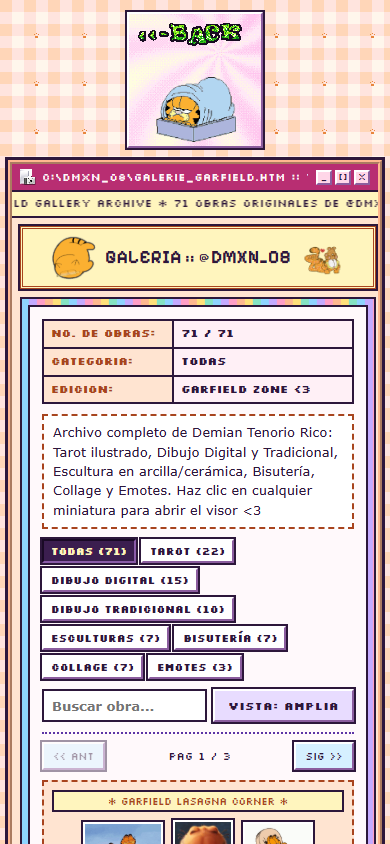 <<-BACK
C:\DMXN_08\GALERIE_GARFIELD.HTM ::
LD GALLERY ARCHIVE * 71 OBRAS ORIGINALES DE @DMX
GALERIA :: @DMXN_08
NO. DE OBRAS: 71 / 71
CATEGORIA: TODAS
EDICION: GARFIELD ZONE <3
Archivo completo de Demian Tenorio Rico:
Tarot ilustrado, Dibujo Digital y Tradicional,
Escultura en arcilla/cerámica, Bisutería,
Collage y Emotes. Haz clic en cualquier
miniatura para abrir el visor <3
TODAS (71) TAROT (22)
DIBUJO DIGITAL (15)
DIBUJO TRADICIONAL (10)
ESCULTURAS (7) BISUTERÍA (7)
COLLAGE (7) EMOTES (3)
Buscar obra... VISTA: AMPLIA
<< ANT PAG 1 / 3 SIG >>
* GARFIELD LASAGNA CORNER *